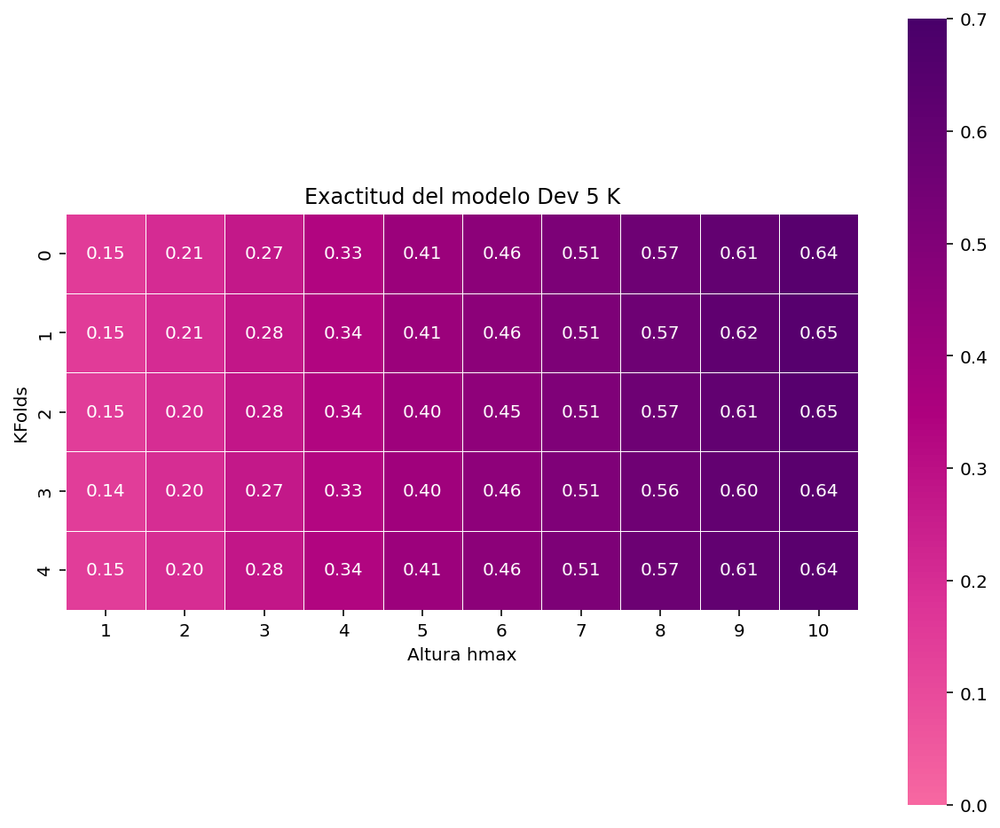 Exactitud del modelo Dev 5 K
KFolds
0 0.15 0.21 0.27 0.33 0.41 0.46 0.51 0.57 0.61 0.64
1 0.15 0.21 0.28 0.34 0.41 0.46 0.51 0.57 0.62 0.65
2 0.15 0.20 0.28 0.34 0.40 0.45 0.51 0.57 0.61 0.65
3 0.14 0.20 0.27 0.33 0.40 0.46 0.51 0.56 0.60 0.64
4 0.15 0.20 0.28 0.34 0.41 0.46 0.51 0.57 0.61 0.64
1 2 3 4 5 6 7 8 9 10
Altura hmax
0.7
0.6
0.5
0.4
0.3
0.2
0.1
0.0